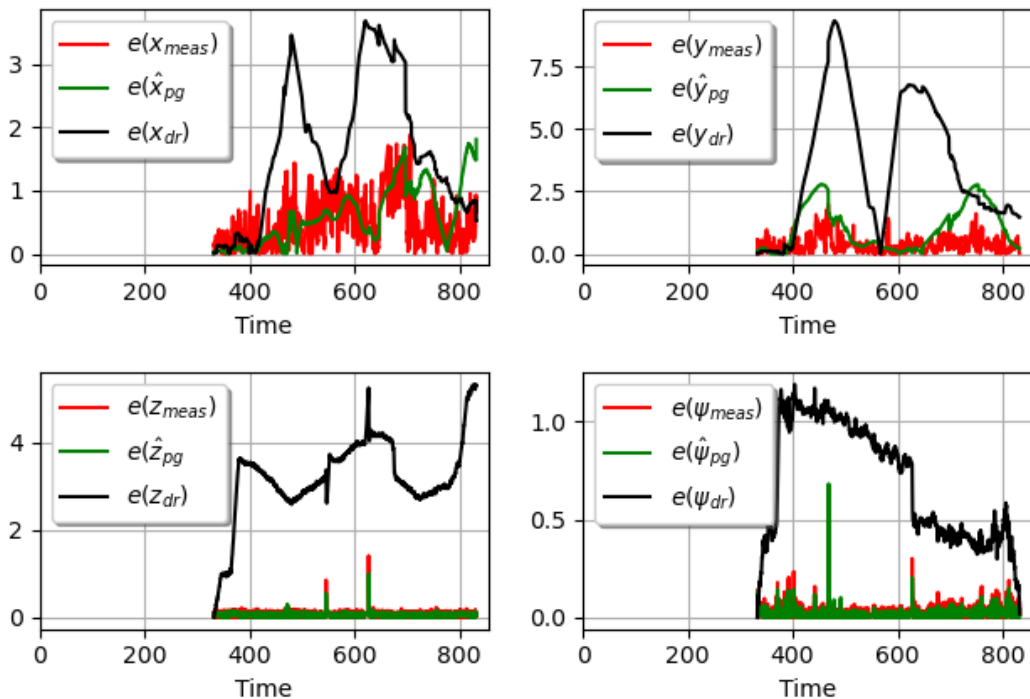 e(x_meas)
e(x̂_pg)
e(x_dr)
3
2
1
0
0 200 400 600 800
Time
e(y_meas)
e(ŷ_pg
e(y_dr)
7.5
5.0
2.5
0.0
0 200 400 600 800
Time
e(z_meas)
e(ẑ_pg)
e(z_dr)
4
2
0
0 200 400 600 800
Time
e(ψ_meas)
e(ψ̂_pg)
e(ψ_dr)
1.0
0.5
0.0
0 200 400 600 800
Time